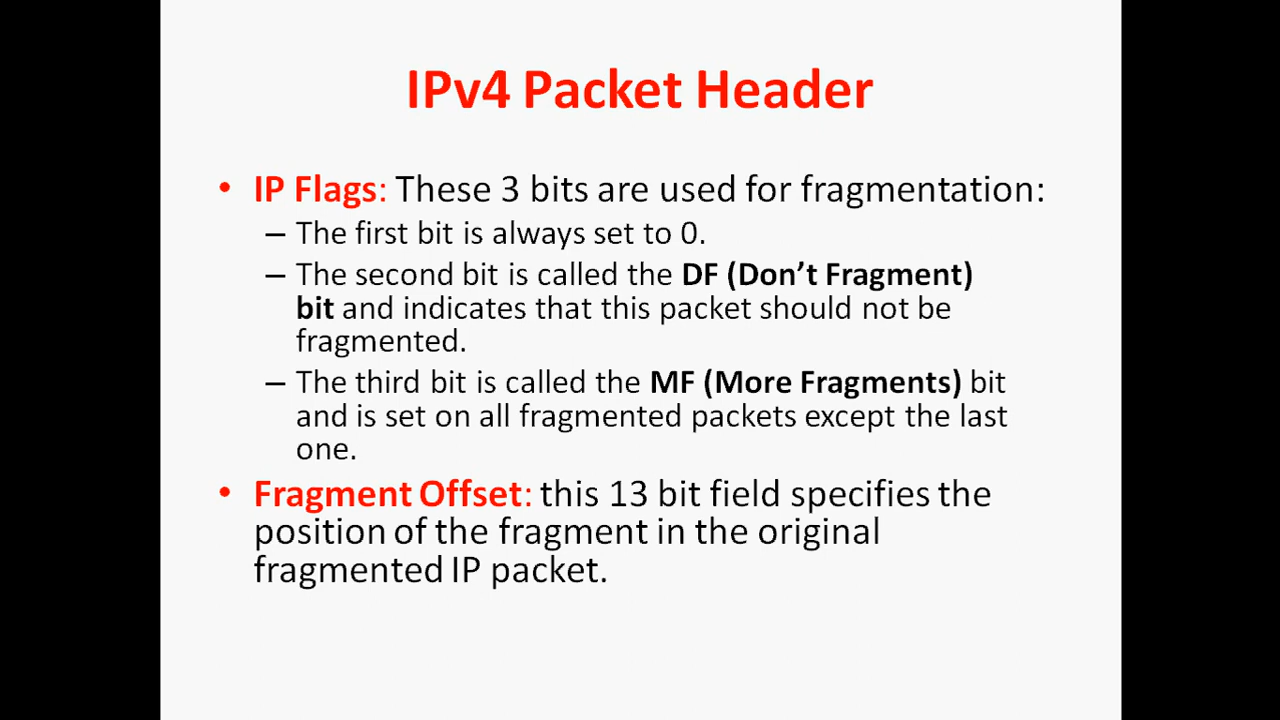 IPv4 Packet Header
• IP Flags: These 3 bits are used for fragmentation:
– The first bit is always set to 0.
– The second bit is called the DF (Don’t Fragment)
bit and indicates that this packet should not be
fragmented.
– The third bit is called the MF (More Fragments) bit
and is set on all fragmented packets except the last
one.
• Fragment Offset: this 13 bit field specifies the
position of the fragment in the original
fragmented IP packet.